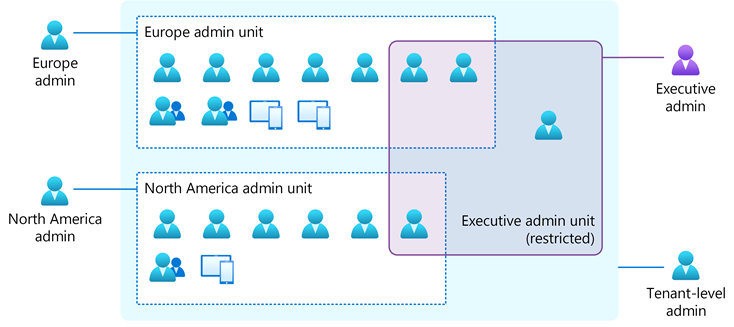 Europe admin unit
Europe
admin
Executive
admin
North America admin unit
North America
admin
Executive admin unit
(restricted)
Tenant-level
admin